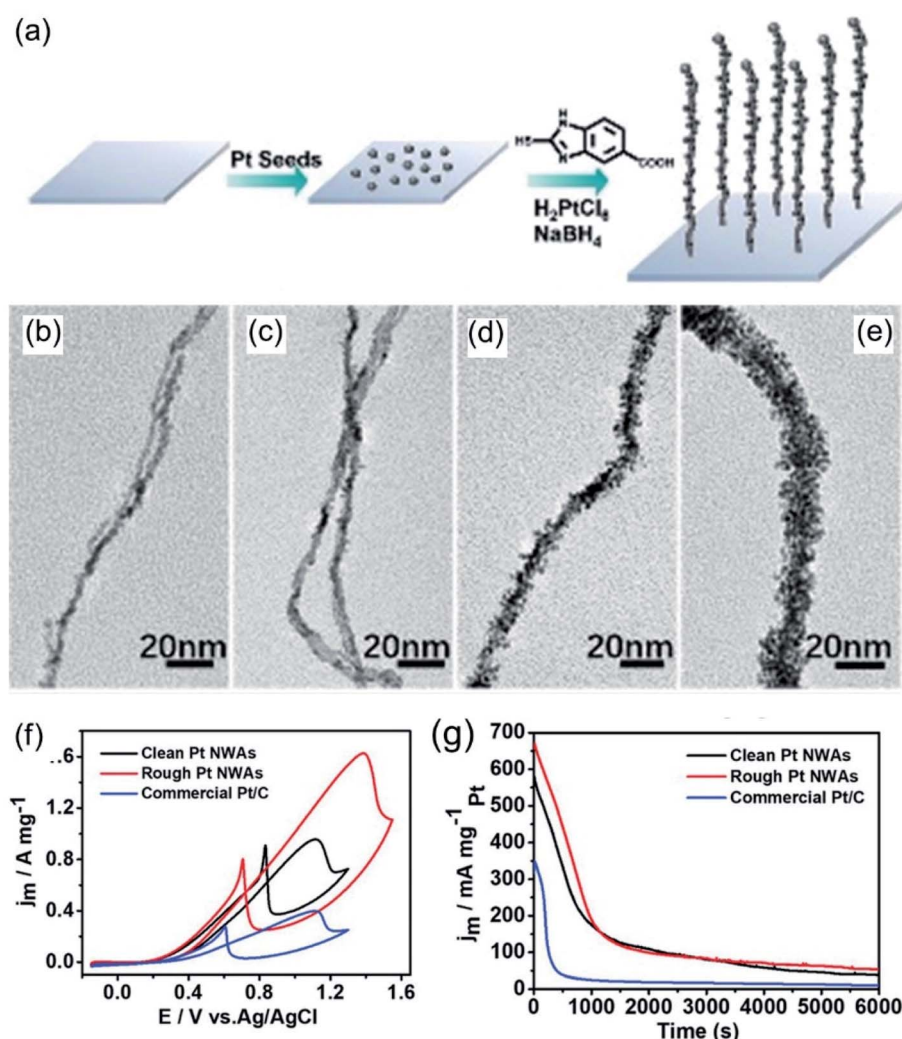 (a)
Pt Seeds
H
N
HS
N
COOH
H₂PtCl₆
NaBH₄
(b)
(c)
(d)
(e)
20nm
20nm
20nm
20nm
(f)
Clean Pt NWAs
Rough Pt NWAs
Commercial Pt/C
.6
1.2
0.8
0.4
0.0
jm / A mg⁻¹
0.0 0.4 0.8 1.2 1.6
E / V vs.Ag/AgCl
(g)
Clean Pt NWAs
Rough Pt NWAs
Commercial Pt/C
700
600
500
400
300
200
100
0
jm / mA mg⁻¹Pt
0 1000 2000 3000 4000 5000 6000
Time (s)